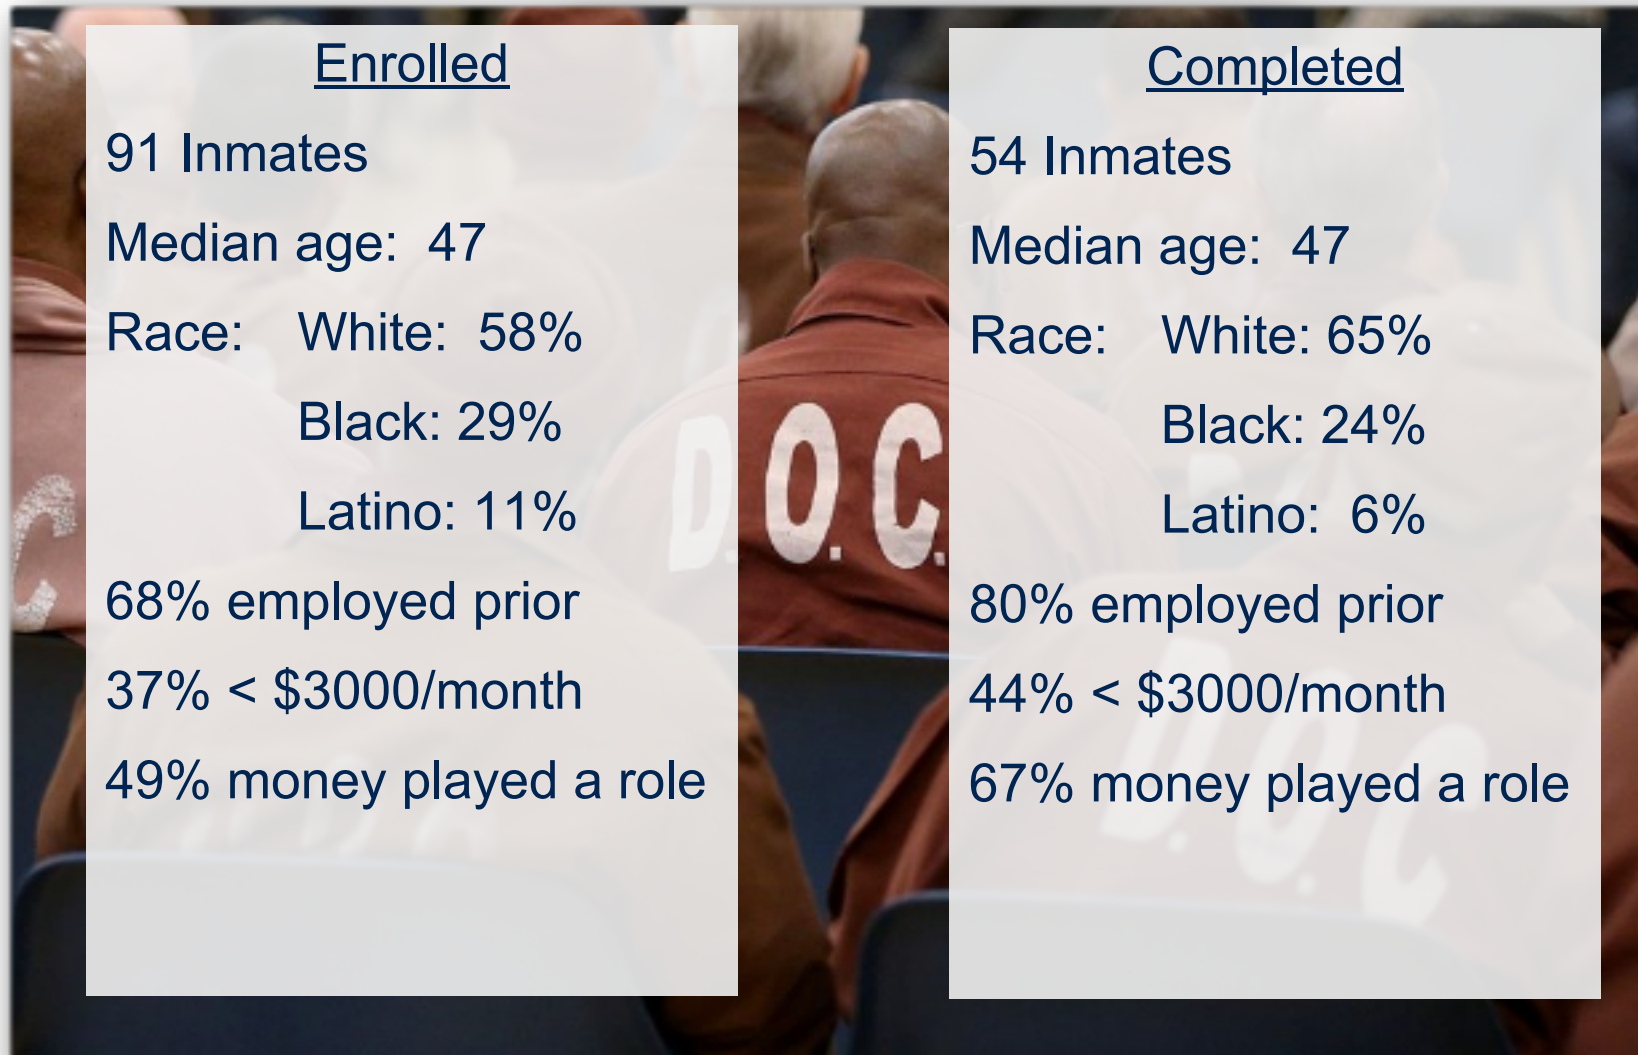 Enrolled
91 Inmates
Median age: 47
Race: White: 58%
Black: 29%
Latino: 11%
68% employed prior
37% < $3000/month
49% money played a role
Completed
54 Inmates
Median age: 47
Race: White: 65%
Black: 24%
Latino: 6%
80% employed prior
44% < $3000/month
67% money played a role
D.O.C.
D.O.C
C